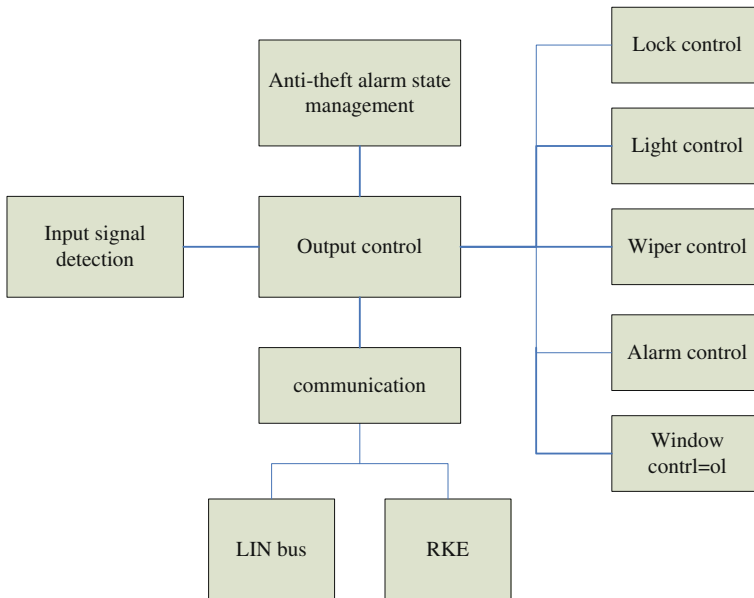 Lock control
Anti-theft alarm state
management
Light control
Input signal
detection
Output control
Wiper control
communication
Alarm control
Window
contrl=ol
LIN bus
RKE